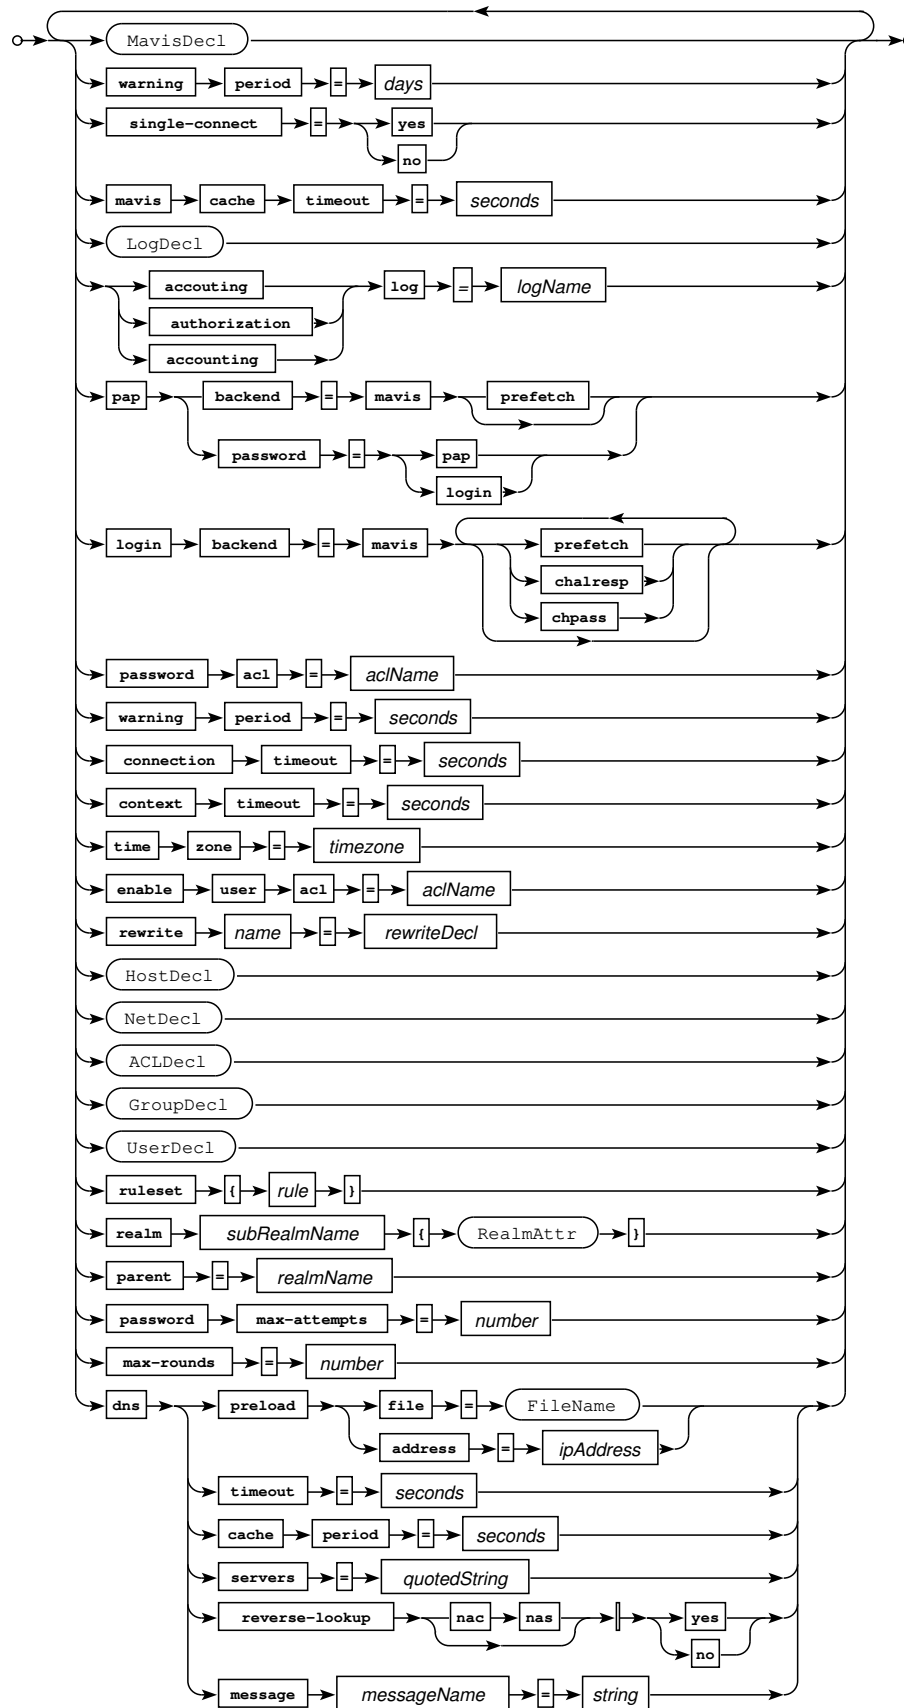 MavisDecl
warning period = days
single-connect = yes
no
mavis cache timeout = seconds
LogDecl
accouting log = logName
authorization
accounting
pap backend = mavis prefetch
password = pap
login
login backend = mavis prefetch
chalresp
chpass
password acl = aclName
warning period = seconds
connection timeout = seconds
context timeout = seconds
time zone = timezone
enable user acl = aclName
rewrite name = rewriteDecl
HostDecl
NetDecl
ACLDecl
GroupDecl
UserDecl
ruleset { rule }
realm subRealmName { RealmAttr }
parent = realmName
password max-attempts = number
max-rounds = number
dns preload file = FileName
address = ipAddress
timeout = seconds
cache period = seconds
servers = quotedString
reverse-lookup nac nas yes
no
message messageName = string